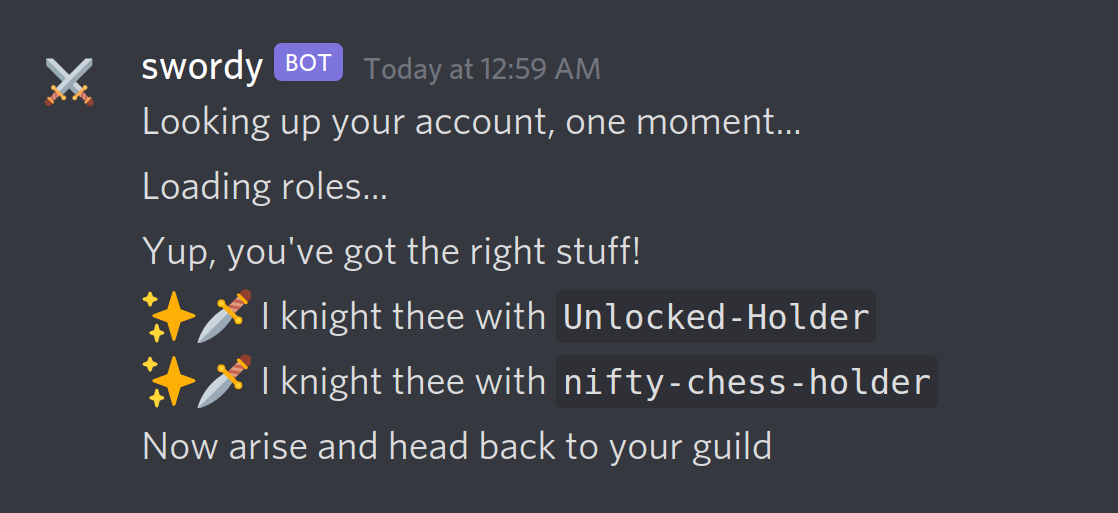 swordy BOT Today at 12:59 AM
Looking up your account, one moment...
Loading roles...
Yup, you've got the right stuff!
✨🗡️ I knight thee with Unlocked-Holder
✨🗡️ I knight thee with nifty-chess-holder
Now arise and head back to your guild